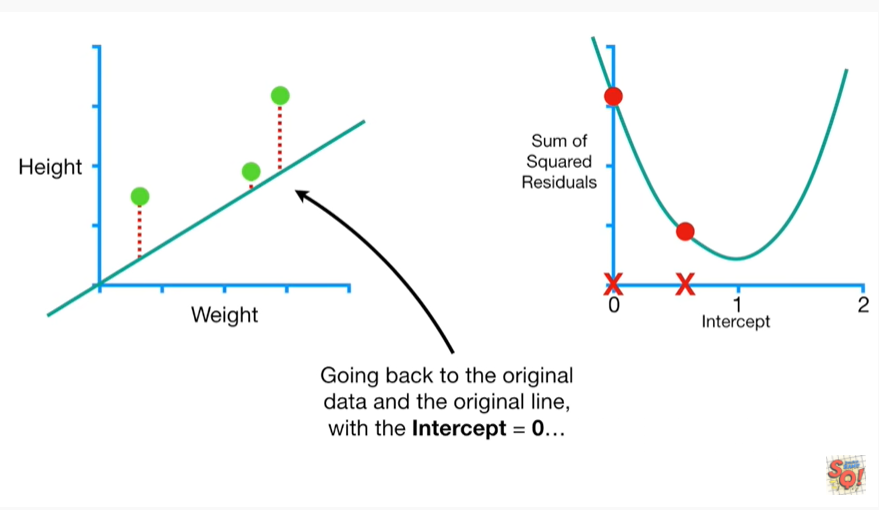 Height
Weight
Sum of
Squared
Residuals
0
1
2
Intercept
Going back to the original
data and the original line,
with the Intercept = 0…
SQ!